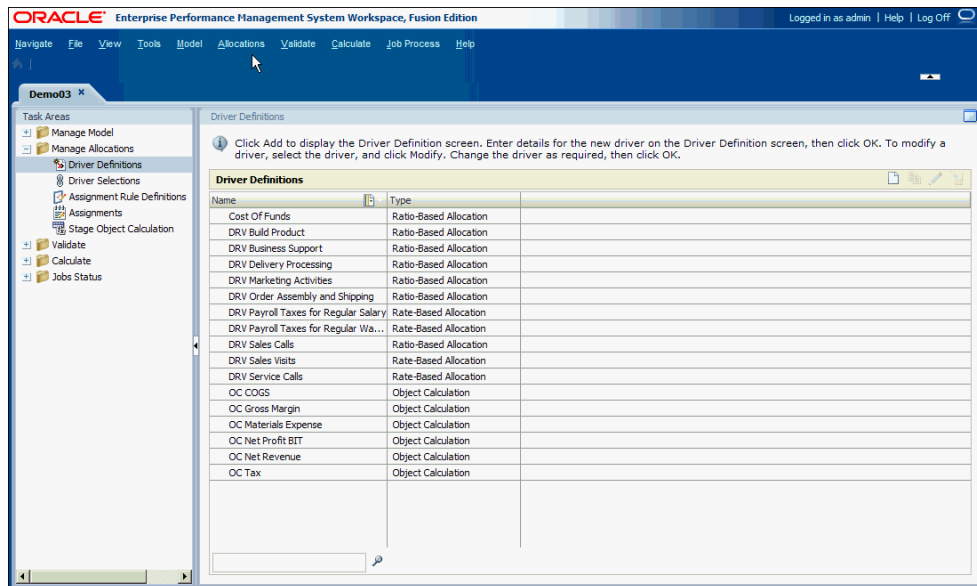 ORACLE Enterprise Performance Management System Workspace, Fusion Edition
Logged in as admin | Help | Log Off
Navigate File View Tools Model Allocations Validate Calculate Job Process Help
Demo03
Task Areas
Manage Model
Manage Allocations
Driver Definitions
Driver Selections
Assignment Rule Definitions
Assignments
Stage Object Calculation
Validate
Calculate
Jobs Status
Driver Definitions
Click Add to display the Driver Definition screen. Enter details for the new driver on the Driver Definition screen, then click OK. To modify a
driver, select the driver, and click Modify. Change the driver as required, then click OK.
Driver Definitions
Name Type
Cost Of Funds Ratio-Based Allocation
DRV Build Product Ratio-Based Allocation
DRV Business Support Ratio-Based Allocation
DRV Delivery Processing Ratio-Based Allocation
DRV Marketing Activities Ratio-Based Allocation
DRV Order Assembly and Shipping Ratio-Based Allocation
DRV Payroll Taxes for Regular Salary Rate-Based Allocation
DRV Payroll Taxes for Regular Wa... Rate-Based Allocation
DRV Sales Calls Ratio-Based Allocation
DRV Sales Visits Rate-Based Allocation
DRV Service Calls Rate-Based Allocation
OC COGS Object Calculation
OC Gross Margin Object Calculation
OC Materials Expense Object Calculation
OC Net Profit BIT Object Calculation
OC Net Revenue Object Calculation
OC Tax Object Calculation